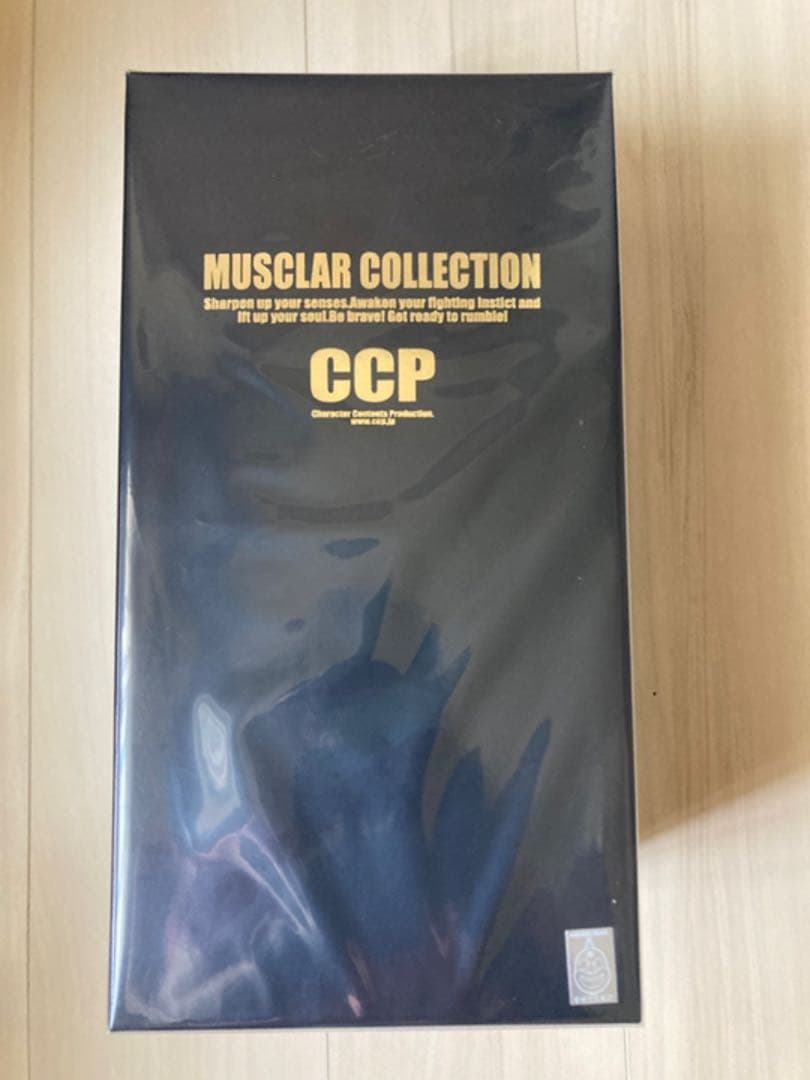 MUSCLAR COLLECTION
Sharpen up your senses.Awaken your fighting instict and
lft up your soul.Be brave! Get ready to rumble!
CCP
Character Contents Production.
www.ccp.jp